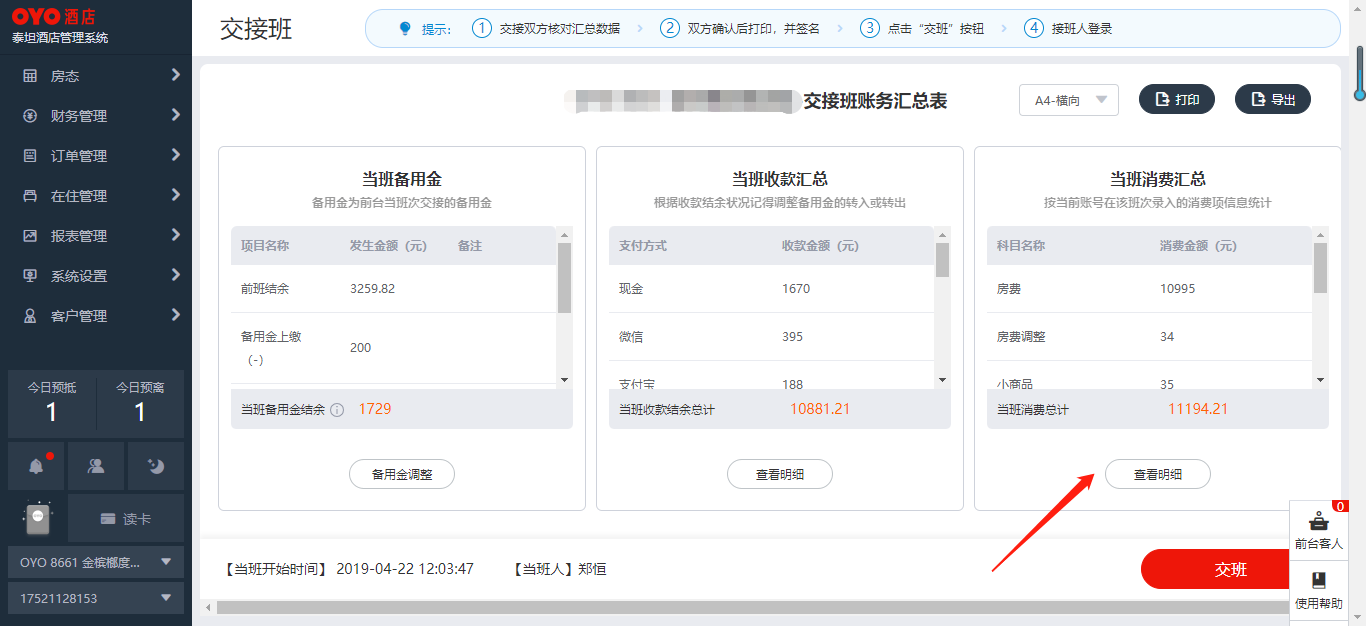 OYO 酒店
泰坦酒店管理系统
房态
财务管理
订单管理
在住管理
报表管理
系统设置
客户管理
今日预抵 今日预离
1 1
读卡
OYO 8661 金槟榔度...
17521128153
交接班
提示: 1 交接双方核对汇总数据 2 双方确认后打印，并签名 3 点击“交班”按钮 4 接班人登录
交接班账务汇总表
A4-横向
打印
导出
当班备用金
备用金为前台当班次交接的备用金
项目名称 发生金额（元） 备注
前班结余 3259.82
备用金上缴 200
（-）
当班备用金结余 1729
备用金调整
当班收款汇总
根据收款结余状况记得调整备用金的转入或转出
支付方式 收款金额（元）
现金 1670
微信 395
支付宝 188
当班收款结余总计 10881.21
查看明细
当班消费汇总
按当前账号在该班次录入的消费项信息统计
科目名称 消费金额（元）
房费 10995
房费调整 34
小商品 35
当班消费总计 11194.21
查看明细
【当班开始时间】 2019-04-22 12:03:47 【当班人】郑恒
交班
0
前台客人
使用帮助